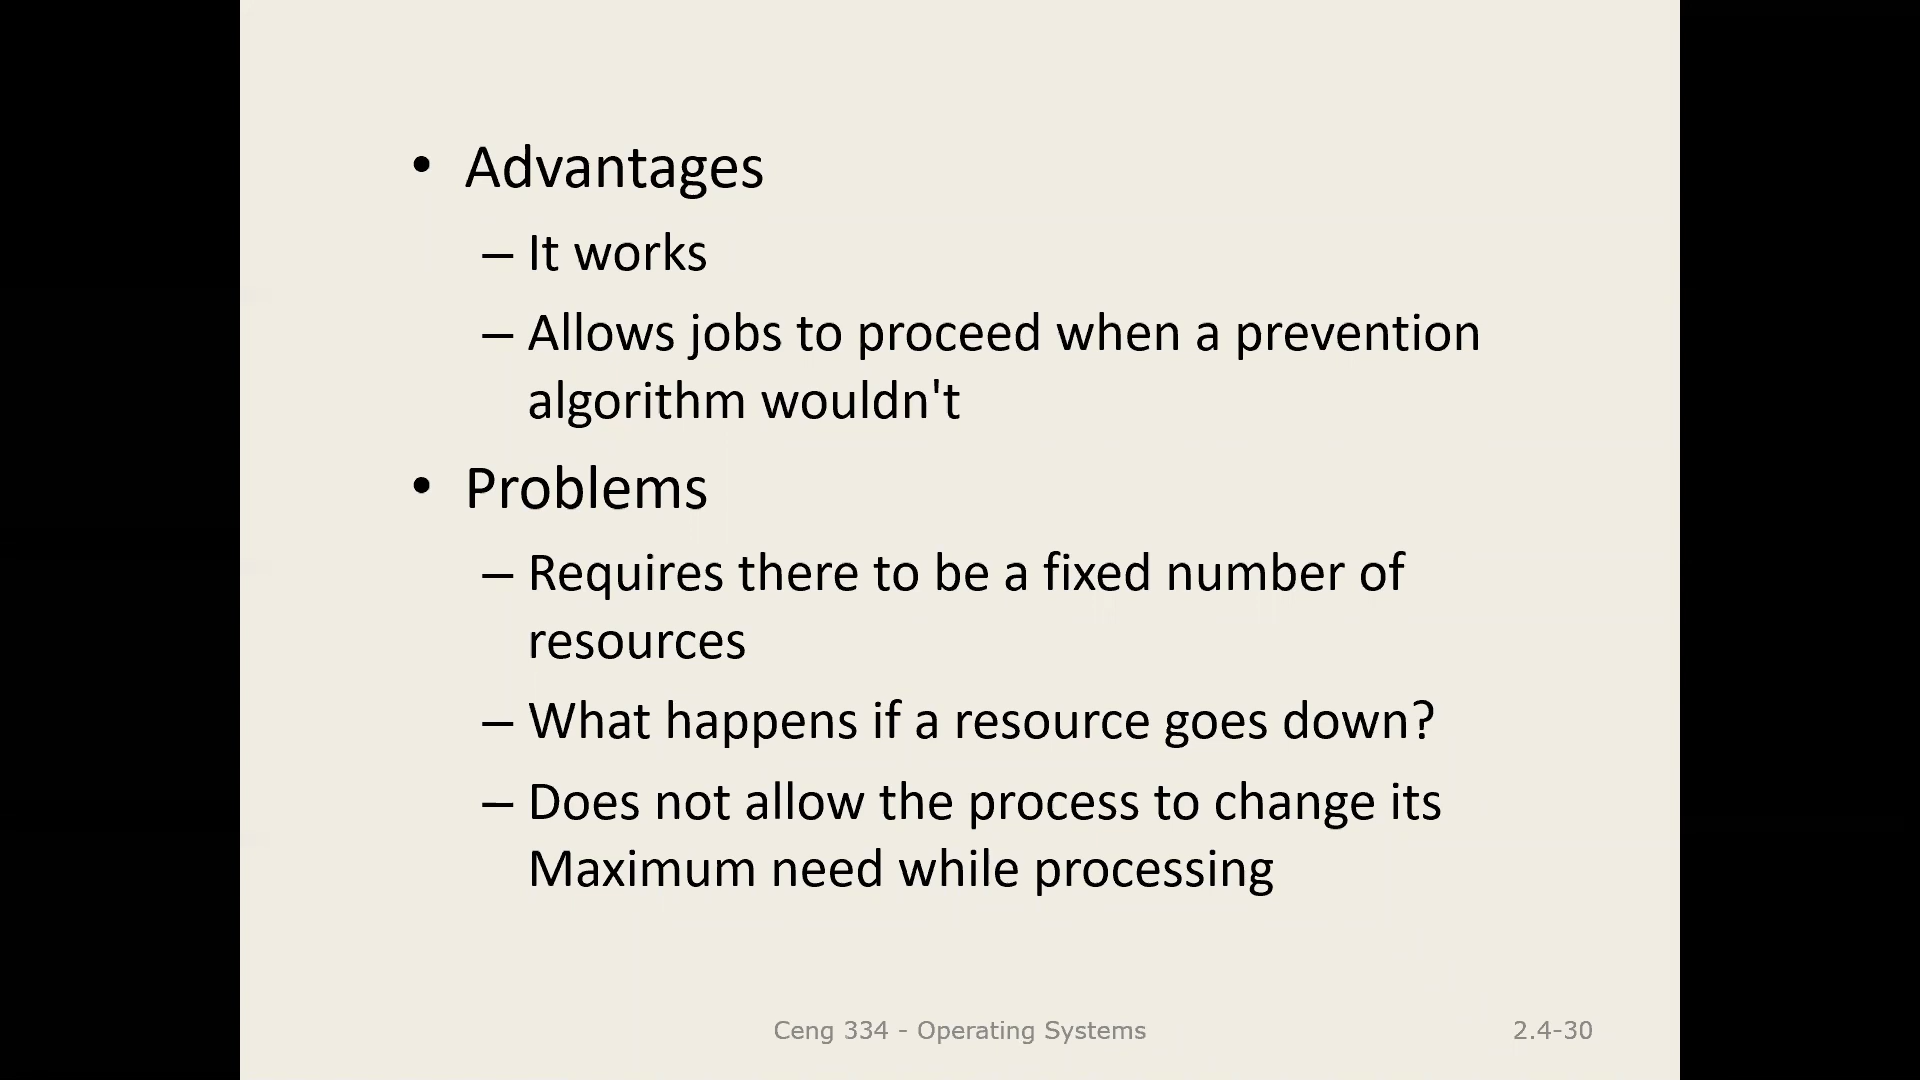 • Advantages
– It works
– Allows jobs to proceed when a prevention
algorithm wouldn't
• Problems
– Requires there to be a fixed number of
resources
– What happens if a resource goes down?
– Does not allow the process to change its
Maximum need while processing
Ceng 334 - Operating Systems
2.4-30